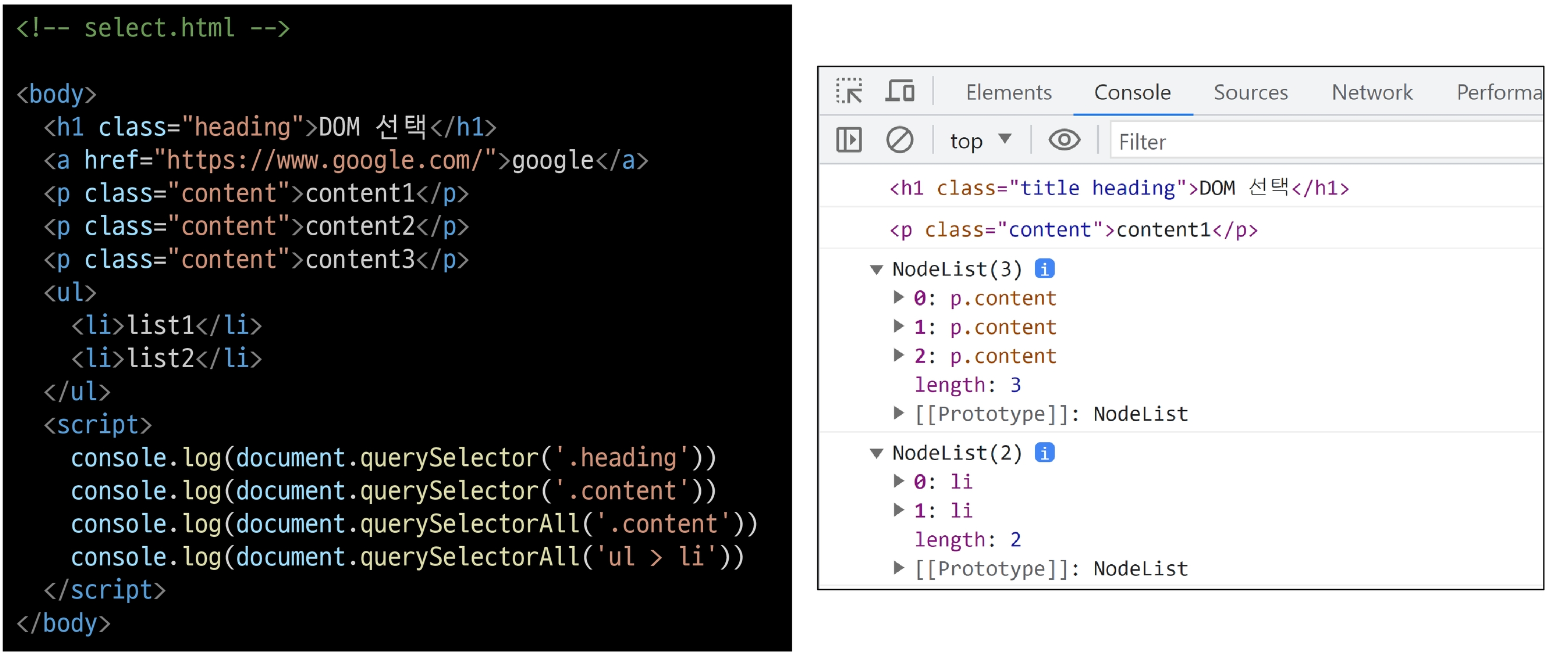 <!-- select.html -->
<body>
<h1 class="heading">DOM 선택</h1>
<a href="https://www.google.com/">google</a>
<p class="content">content1</p>
<p class="content">content2</p>
<p class="content">content3</p>
<ul>
<li>list1</li>
<li>list2</li>
</ul>
<script>
console.log(document.querySelector('.heading'))
console.log(document.querySelector('.content'))
console.log(document.querySelectorAll('.content'))
console.log(document.querySelectorAll('ul > li'))
</script>
</body>
Elements Console Sources Network Performa
top Filter
<h1 class="title heading">DOM 선택</h1>
<p class="content">content1</p>
NodeList(3)
0: p.content
1: p.content
2: p.content
length: 3
[[Prototype]]: NodeList
NodeList(2)
0: li
1: li
length: 2
[[Prototype]]: NodeList